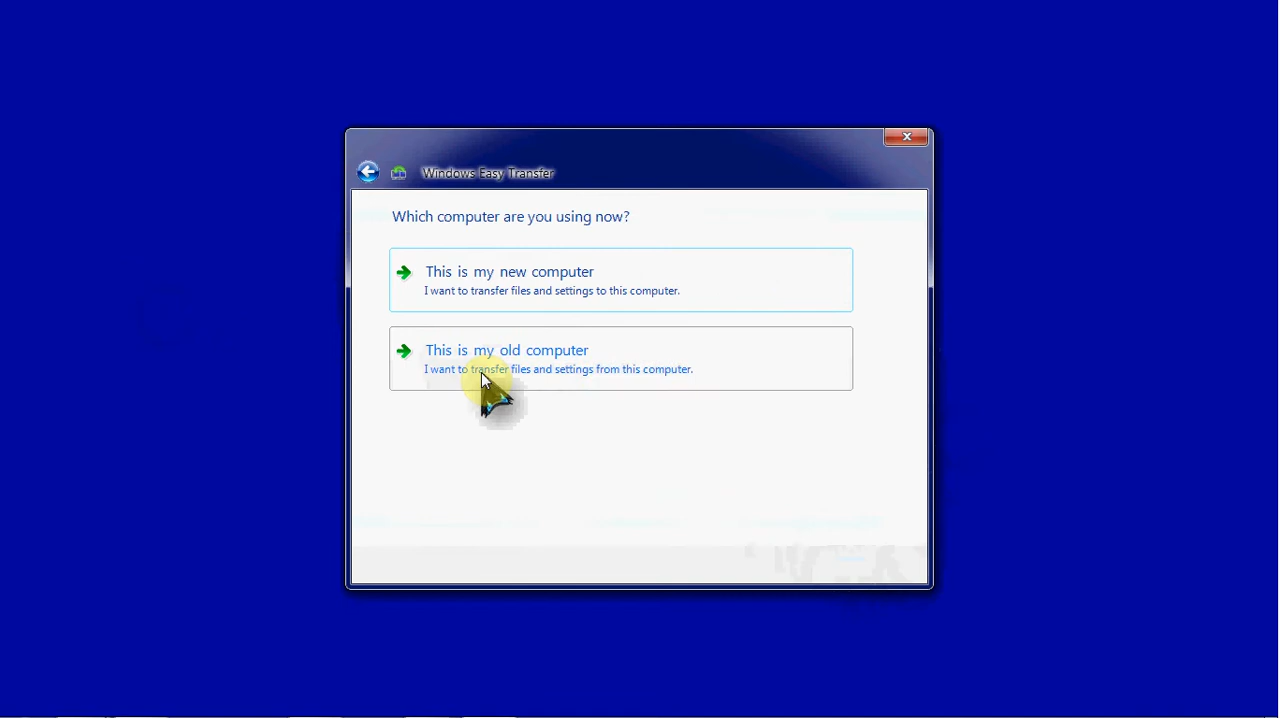 Windows Easy Transfer
Which computer are you using now?
This is my new computer
I want to transfer files and settings to this computer.
This is my old computer
I want to transfer files and settings from this computer.